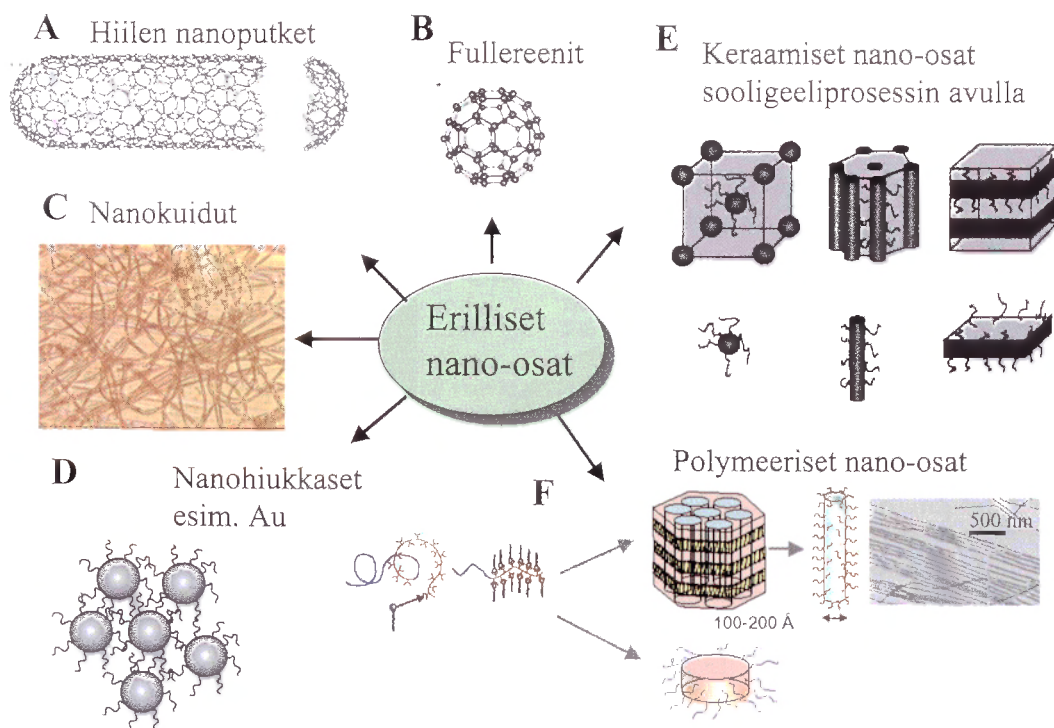 A Hiilen nanoputket
B Fullereenit
E Keraamiset nano-osat
sooligeeliprosessin avulla
C Nanokuidut
Erilliset
nano-osat
D Nanohiukkaset
esim. Au
F Polymeeriset nano-osat
500 nm
100-200 Å